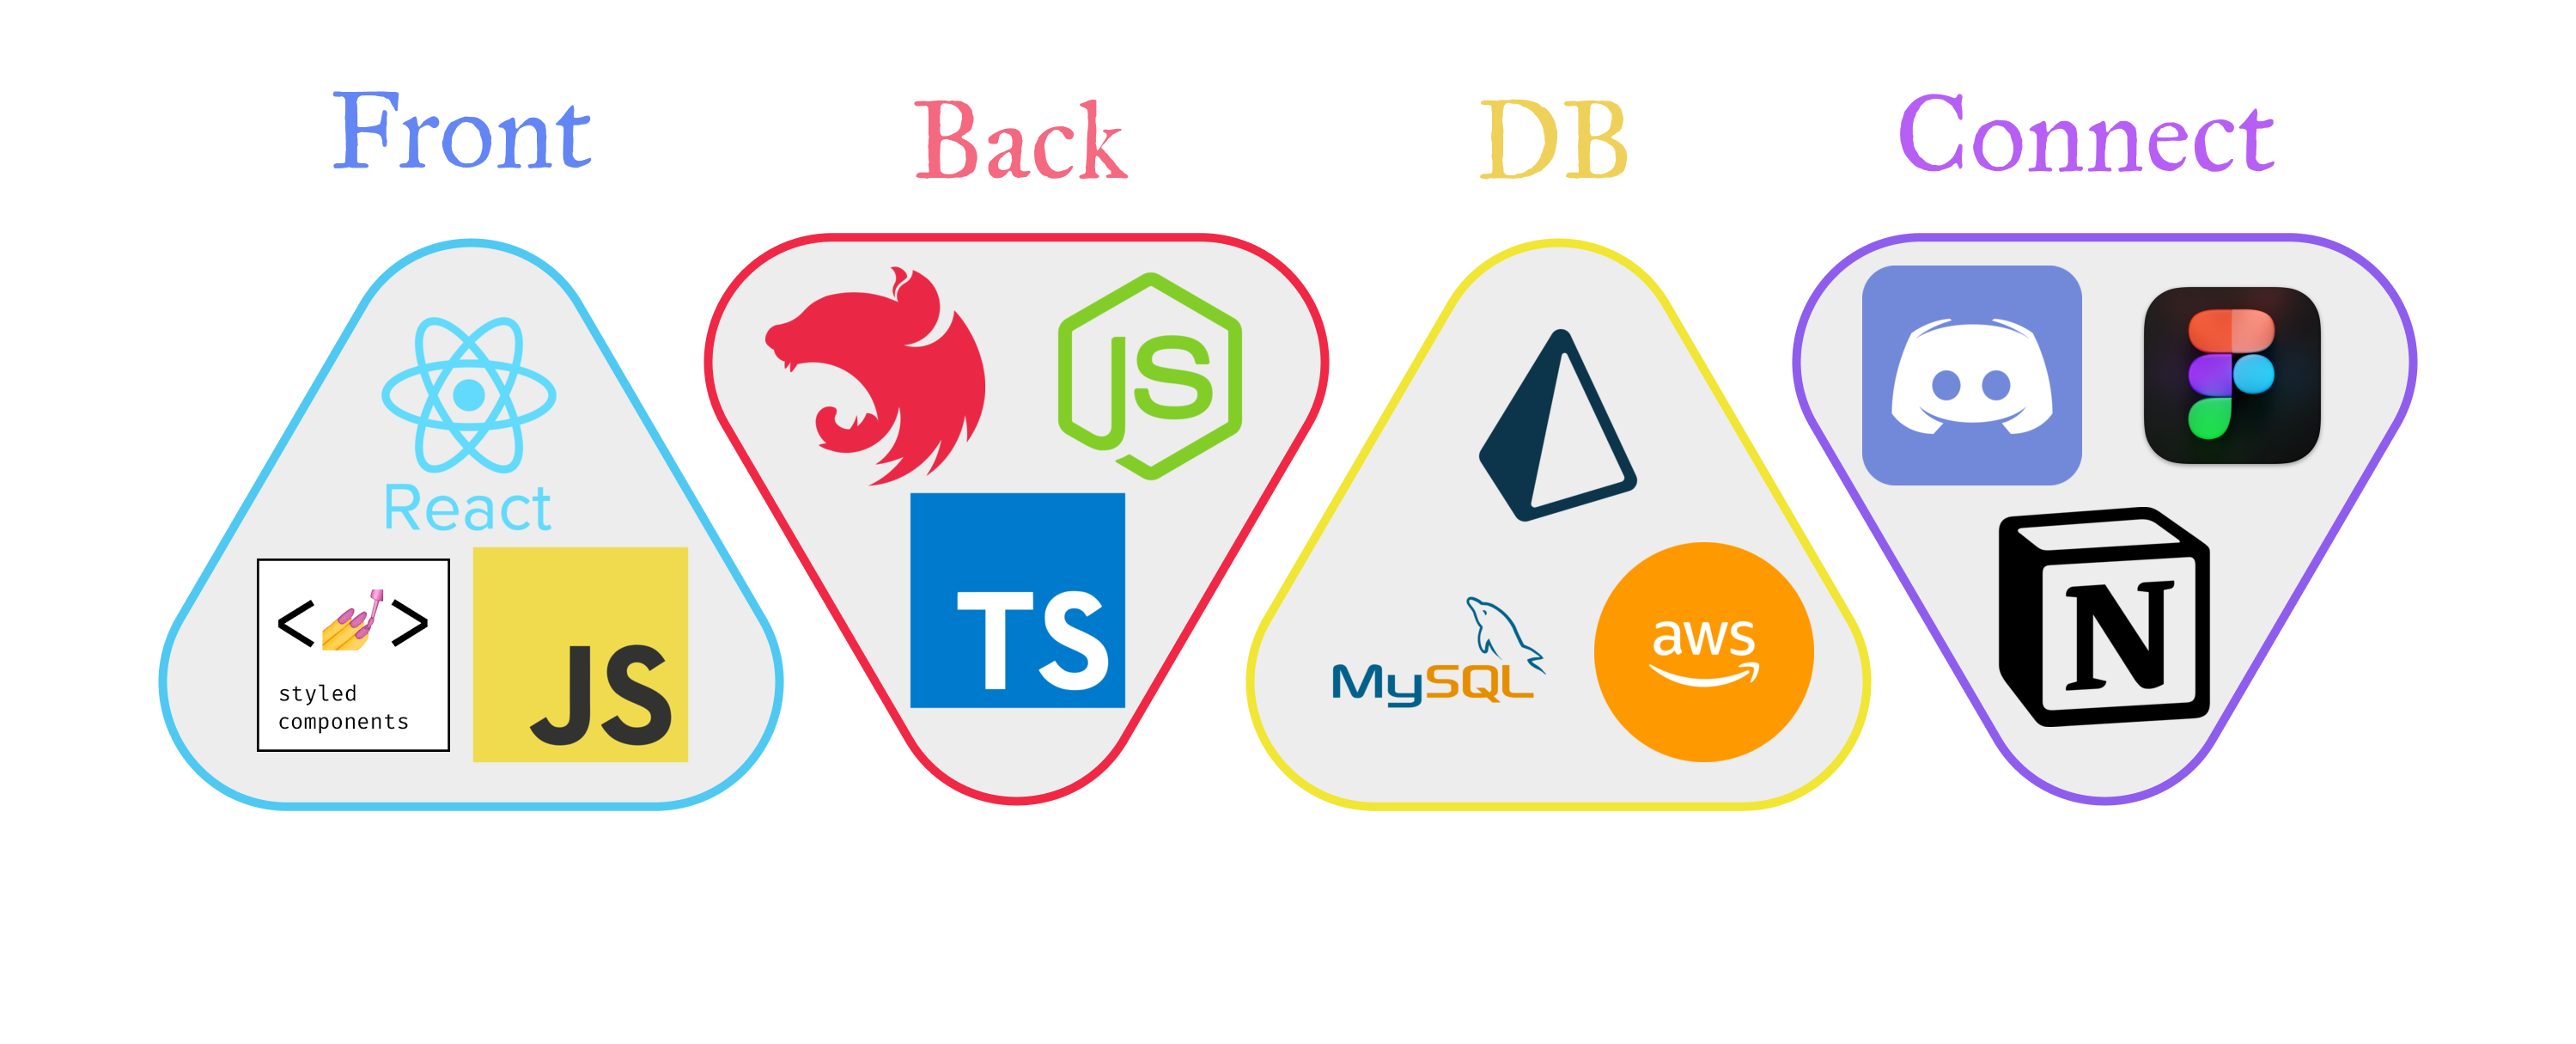 Front
Back
DB
Connect
React
< >
styled
components
JS
JS
TS
MySQL
aws
N